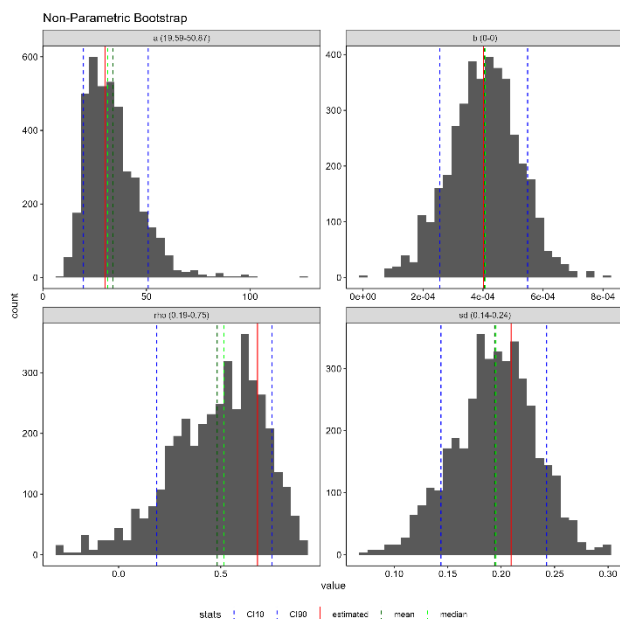 Non-Parametric Bootstrap
a (19.59-50.87)
b (0-0)
600
400
200
0
0
50
100
400
300
200
100
0
0e+00
2e-04
4e-04
6e-04
8e-04
count
rho (0.19-0.75)
sd (0.14-0.24)
300
200
100
0
0.0
0.5
300
200
100
0
0.10
0.15
0.20
0.25
0.30
value
stats
CI10
CI90
estimated
mean
median